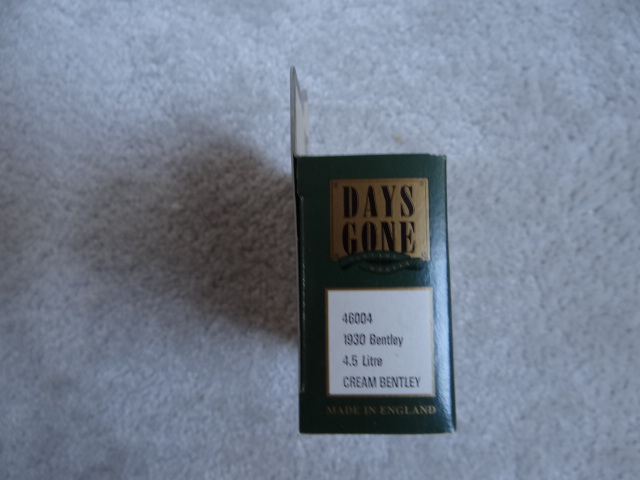 DAYS
GONE
46004
1930 Bentley
4.5 Litre
CREAM BENTLEY
MADE IN ENGLAND